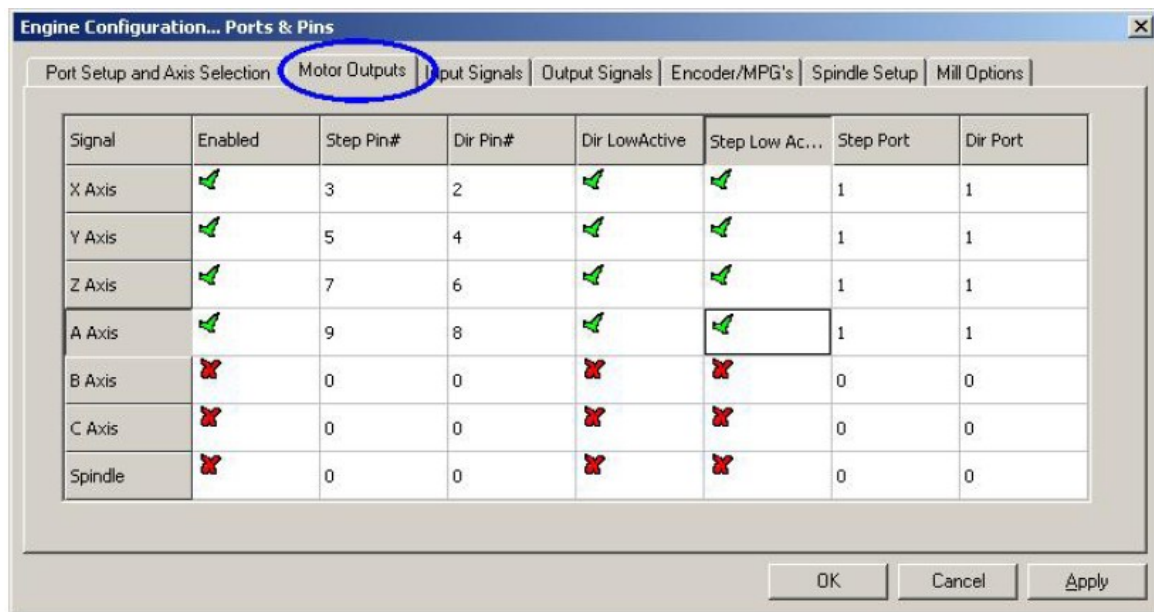 Engine Configuration... Ports & Pins
Port Setup and Axis Selection Motor Outputs Input Signals Output Signals Encoder/MPG's Spindle Setup Mill Options
Signal Enabled Step Pin# Dir Pin# Dir LowActive Step Low Ac... Step Port Dir Port
X Axis 3 2 1 1
Y Axis 5 4 1 1
Z Axis 7 6 1 1
A Axis 9 8 1 1
B Axis 0 0 0 0
C Axis 0 0 0 0
Spindle 0 0 0 0
OK Cancel Apply